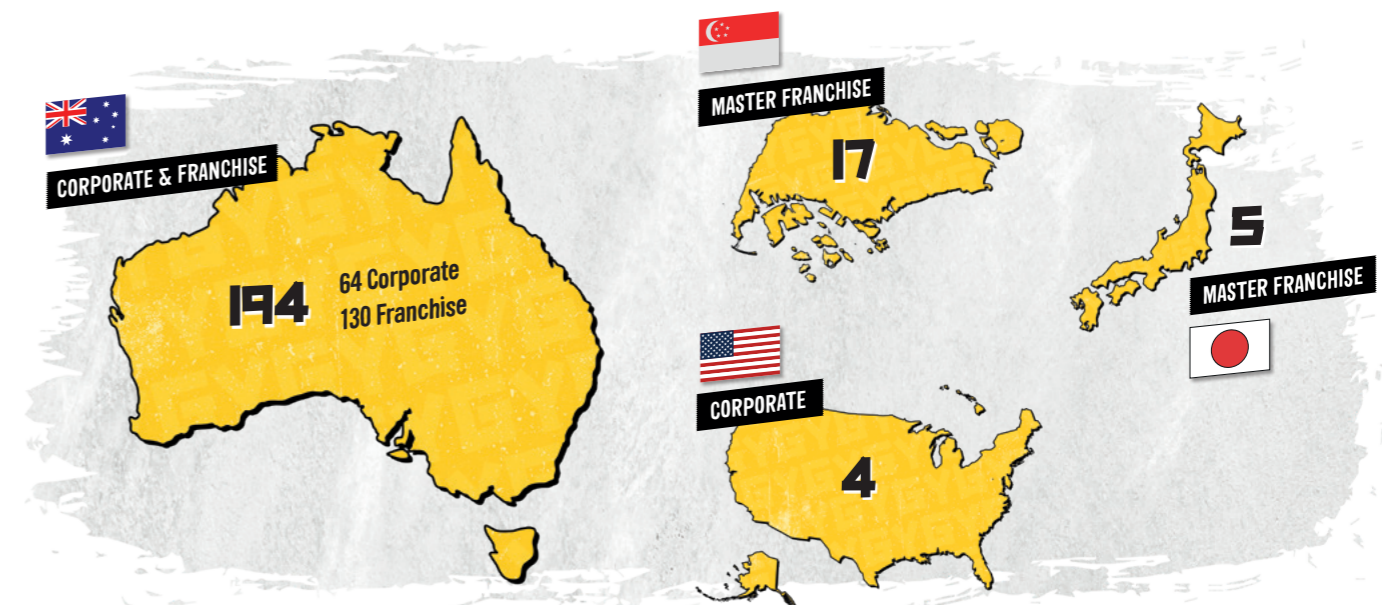 CORPORATE & FRANCHISE
194
64 Corporate
130 Franchise
MASTER FRANCHISE
17
5
MASTER FRANCHISE
CORPORATE
4